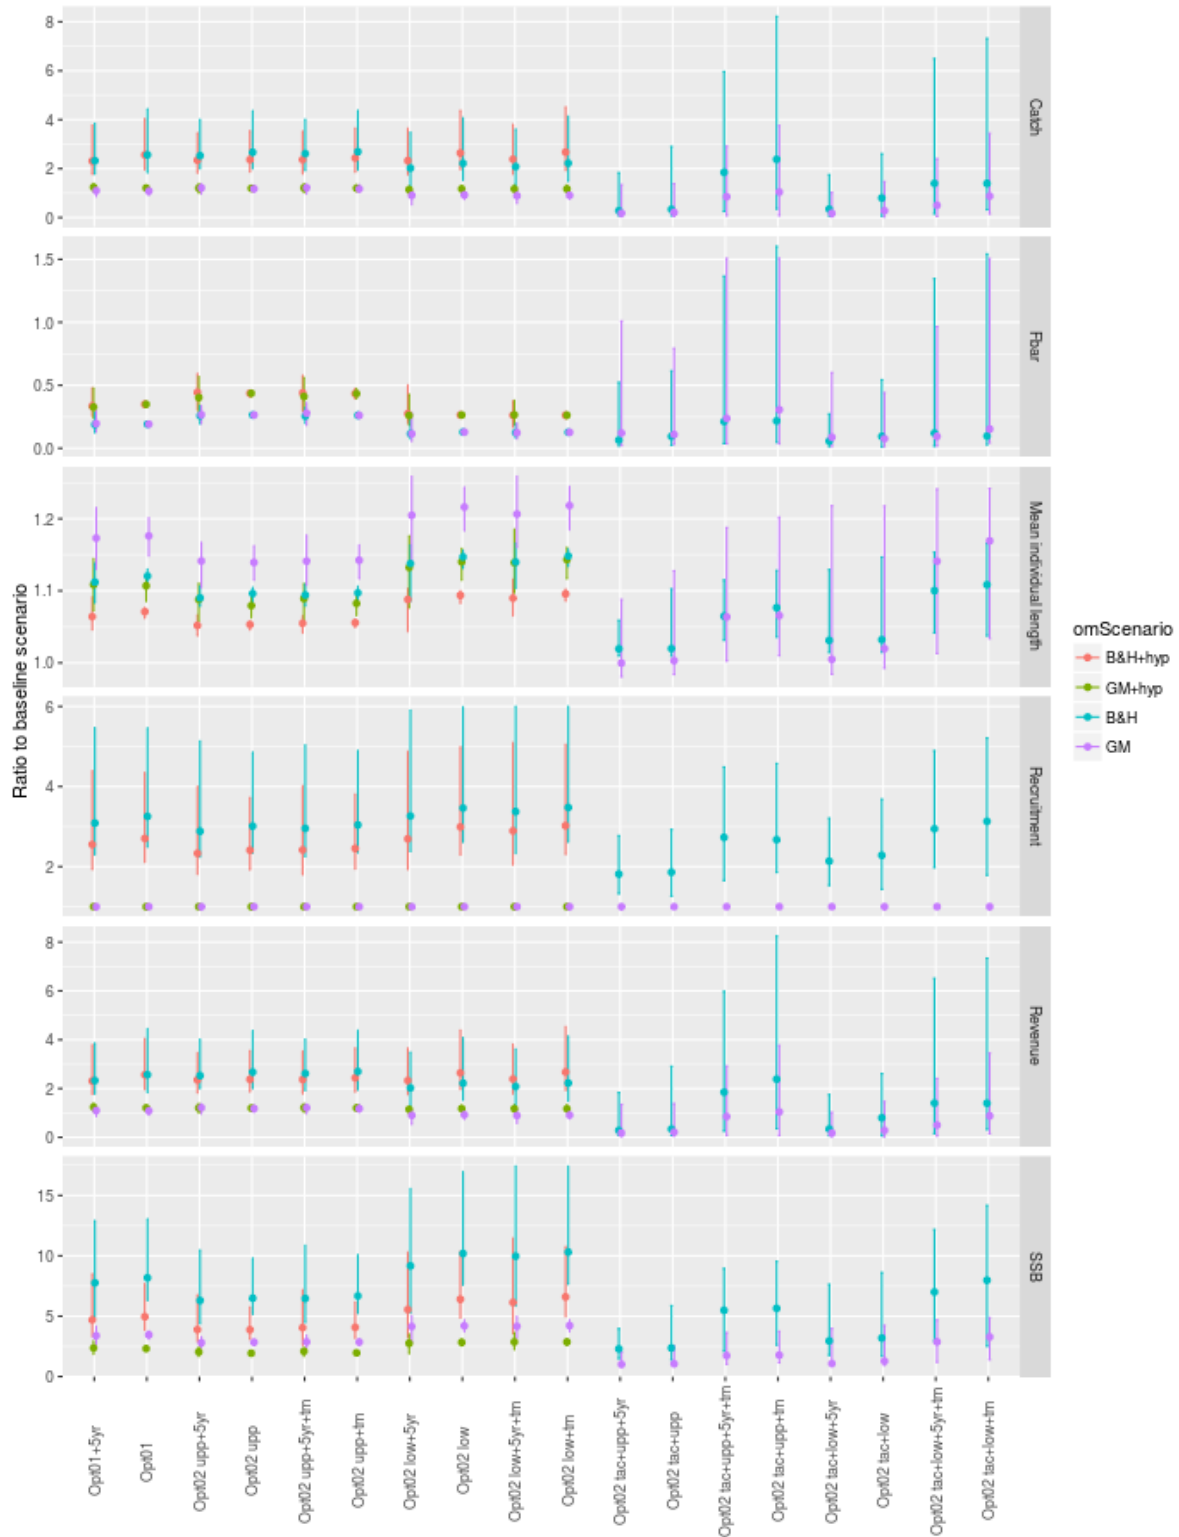 Ratio to baseline scenario
8
6
4
2
0
Catch
1.5
1.0
0.5
0.0
Fbar
1.2
1.1
1.0
Mean individual length
6
4
2
Recruitment
8
6
4
2
0
Revenue
15
10
5
0
SSB
Opt01+5yr
Opt01
Opt02 upp+5yr
Opt02 upp
Opt02 upp+5yr+tm
Opt02 upp+tm
Opt02 low+5yr
Opt02 low
Opt02 low+5yr+tm
Opt02 low+tm
Opt02 tac+upp+5yr
Opt02 tac+upp
Opt02 tac+upp+5yr+tm
Opt02 tac+upp+tm
Opt02 tac+low+5yr
Opt02 tac+low
Opt02 tac+low+5yr+tm
Opt02 tac+low+tm
omScenario
B&H+hyp
GM+hyp
B&H
GM